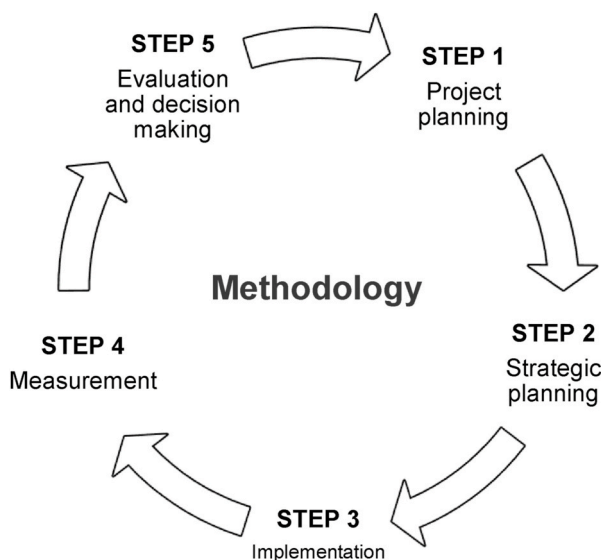 STEP 1
Project
planning
STEP 2
Strategic
planning
STEP 3
Implementation
STEP 4
Measurement
STEP 5
Evaluation
and decision
making
Methodology